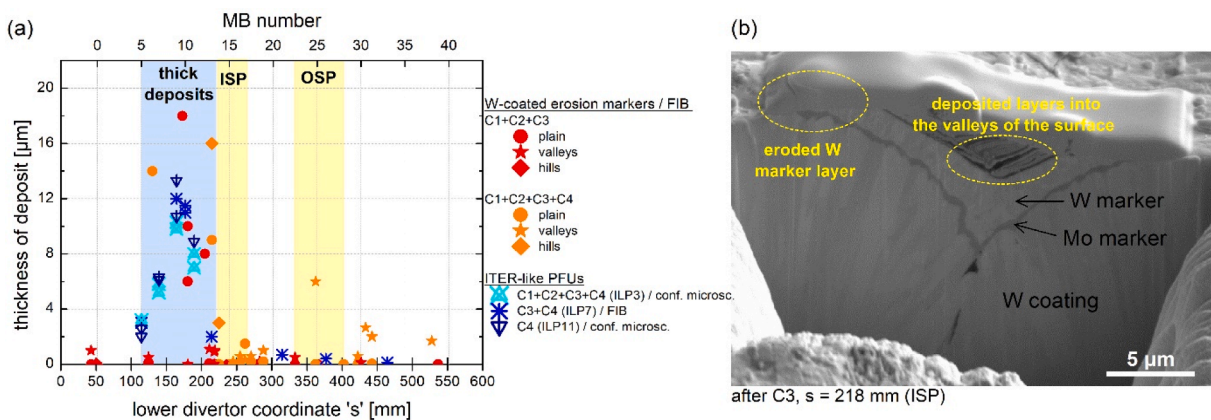 (a)
MB number
0 5 10 15 20 25 30 35 40
thick
deposits
ISP
OSP
20
18
16
14
12
10
8
6
4
2
0
thickness of deposit [µm]
0 50 100 150 200 250 300 350 400 450 500 550 600
lower divertor coordinate 's' [mm]
W-coated erosion markers / FIB
C1+C2+C3
plain
valleys
hills
C1+C2+C3+C4
plain
valleys
hills
ITER-like PFUs
C1+C2+C3+C4 (ILP3) / conf. microsc.
C3+C4 (ILP7) / FIB
C4 (ILP11) / conf. microsc.
(b)
deposited layers into
the valleys of the surface
eroded W
marker layer
W marker
Mo marker
W coating
5 µm
after C3, s = 218 mm (ISP)